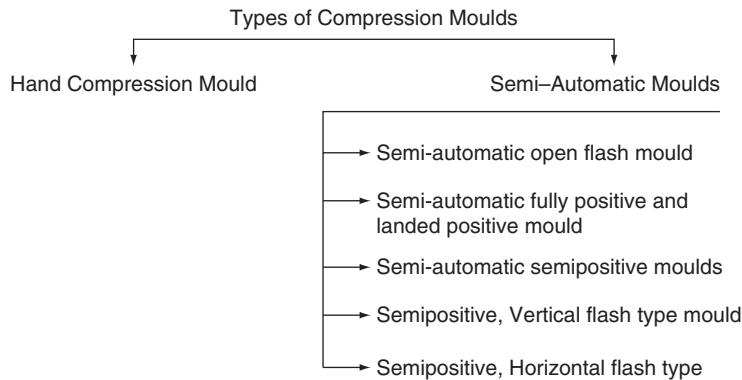 Types of Compression Moulds
Hand Compression Mould
Semi–Automatic Moulds
Semi-automatic open flash mould
Semi-automatic fully positive and
landed positive mould
Semi-automatic semipositive moulds
Semipositive, Vertical flash type mould
Semipositive, Horizontal flash type